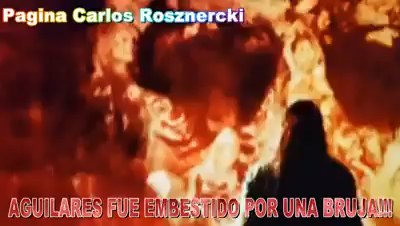 Pagina Carlos Rosznercki
AGUILARES FUE EMBESTIDO POR UNA BRUJA!!!